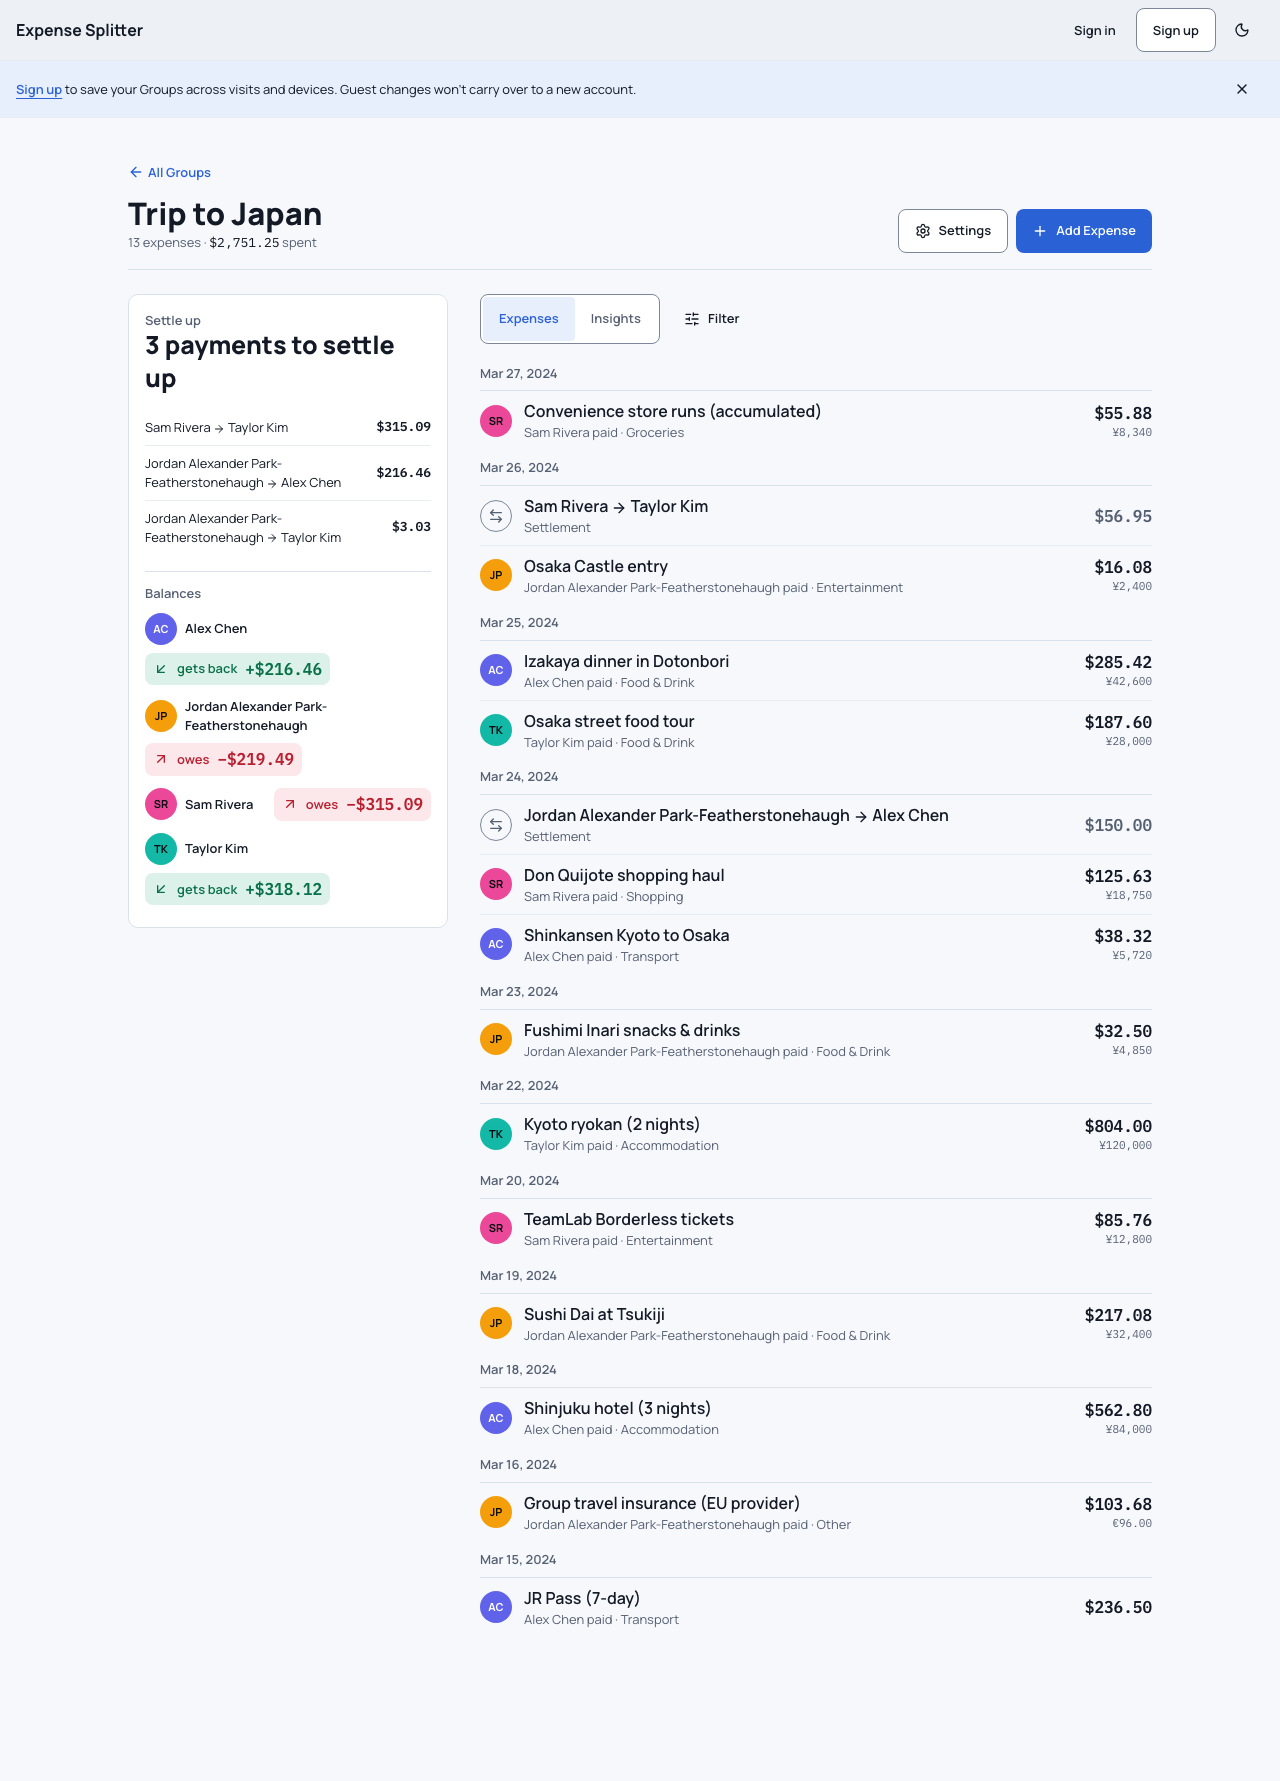 Expense Splitter
Sign in
Sign up
Sign up to save your Groups across visits and devices. Guest changes won't carry over to a new account.
All Groups
Trip to Japan
13 expenses · $2,751.25 spent
Settings
Add Expense
Settle up
3 payments to settle
up
Sam Rivera → Taylor Kim $315.09
Jordan Alexander Park-
Featherstonehaugh → Alex Chen $216.46
Jordan Alexander Park-
Featherstonehaugh → Taylor Kim $3.03
Balances
AC Alex Chen
gets back +$216.46
JP Jordan Alexander Park-
Featherstonehaugh
owes −$219.49
SR Sam Rivera owes −$315.09
TK Taylor Kim
gets back +$318.12
Expenses Insights Filter
Mar 27, 2024
SR Convenience store runs (accumulated) $55.88
Sam Rivera paid · Groceries ¥8,340
Mar 26, 2024
Sam Rivera → Taylor Kim $56.95
Settlement
JP Osaka Castle entry $16.08
Jordan Alexander Park-Featherstonehaugh paid · Entertainment ¥2,400
Mar 25, 2024
AC Izakaya dinner in Dotonbori $285.42
Alex Chen paid · Food & Drink ¥42,600
TK Osaka street food tour $187.60
Taylor Kim paid · Food & Drink ¥28,000
Mar 24, 2024
Jordan Alexander Park-Featherstonehaugh → Alex Chen $150.00
Settlement
SR Don Quijote shopping haul $125.63
Sam Rivera paid · Shopping ¥18,750
AC Shinkansen Kyoto to Osaka $38.32
Alex Chen paid · Transport ¥5,720
Mar 23, 2024
JP Fushimi Inari snacks & drinks $32.50
Jordan Alexander Park-Featherstonehaugh paid · Food & Drink ¥4,850
Mar 22, 2024
TK Kyoto ryokan (2 nights) $804.00
Taylor Kim paid · Accommodation ¥120,000
Mar 20, 2024
SR TeamLab Borderless tickets $85.76
Sam Rivera paid · Entertainment ¥12,800
Mar 19, 2024
JP Sushi Dai at Tsukiji $217.08
Jordan Alexander Park-Featherstonehaugh paid · Food & Drink ¥32,400
Mar 18, 2024
AC Shinjuku hotel (3 nights) $562.80
Alex Chen paid · Accommodation ¥84,000
Mar 16, 2024
JP Group travel insurance (EU provider) $103.68
Jordan Alexander Park-Featherstonehaugh paid · Other €96.00
Mar 15, 2024
AC JR Pass (7-day) $236.50
Alex Chen paid · Transport